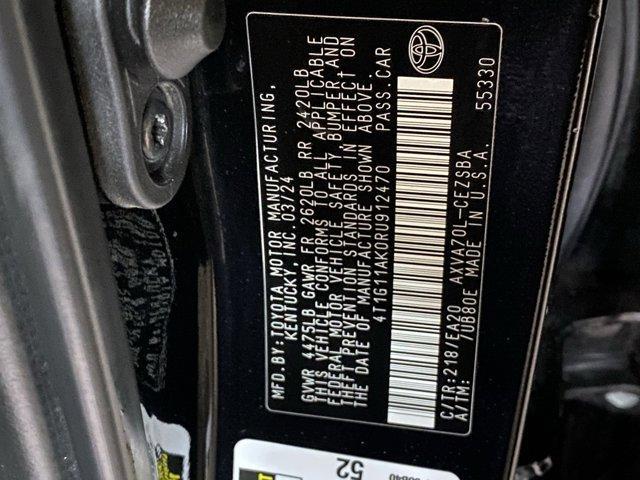 MFD.BY:TOYOTA MOTOR MANUFACTURING,
KENTUCKY, INC. 03/24
GVWR 4475LB GAWR FR 2620LB RR 2420LB
THIS VEHICLE CONFORMS TO ALL APPLICABLE
FEDERAL MOTOR VEHICLE SAFETY, BUMPER AND
THEFT PREVENTION STANDARDS IN EFFECT ON
THE DATE OF MANUFACTURE SHOWN ABOVE.
4T1G11AK0RU912470 PASS.CAR
C/TR:218/EA20 AXVA70L-CEZSBA
A/TM: 7UB80E MADE IN U.S.A. 55330
52